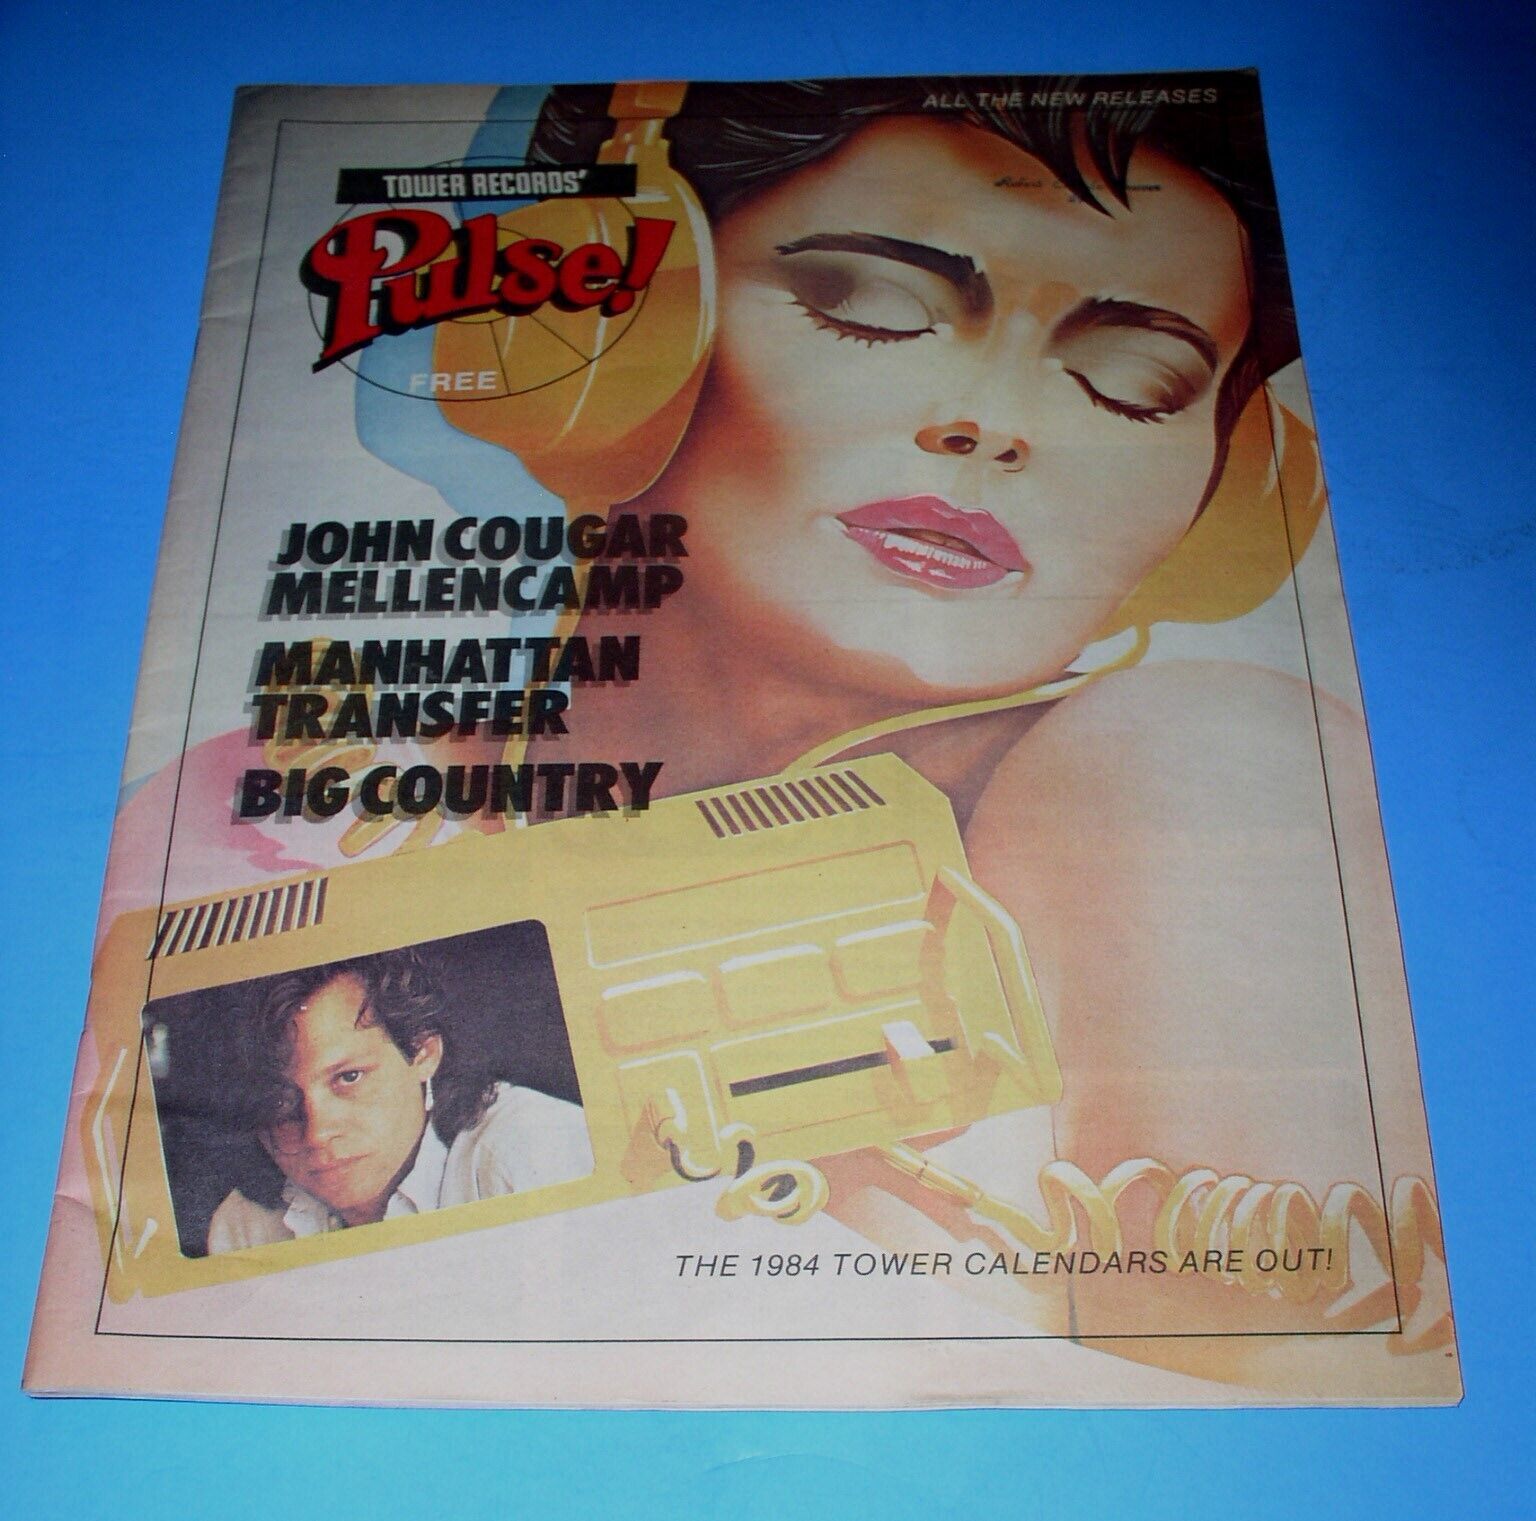 ALL THE NEW RELEASES
TOWER RECORDS'
Pulse!
FREE
JOHN COUGAR
MELLENCAMP
MANHATTAN
TRANSFER
BIG COUNTRY
THE 1984 TOWER CALENDARS ARE OUT!